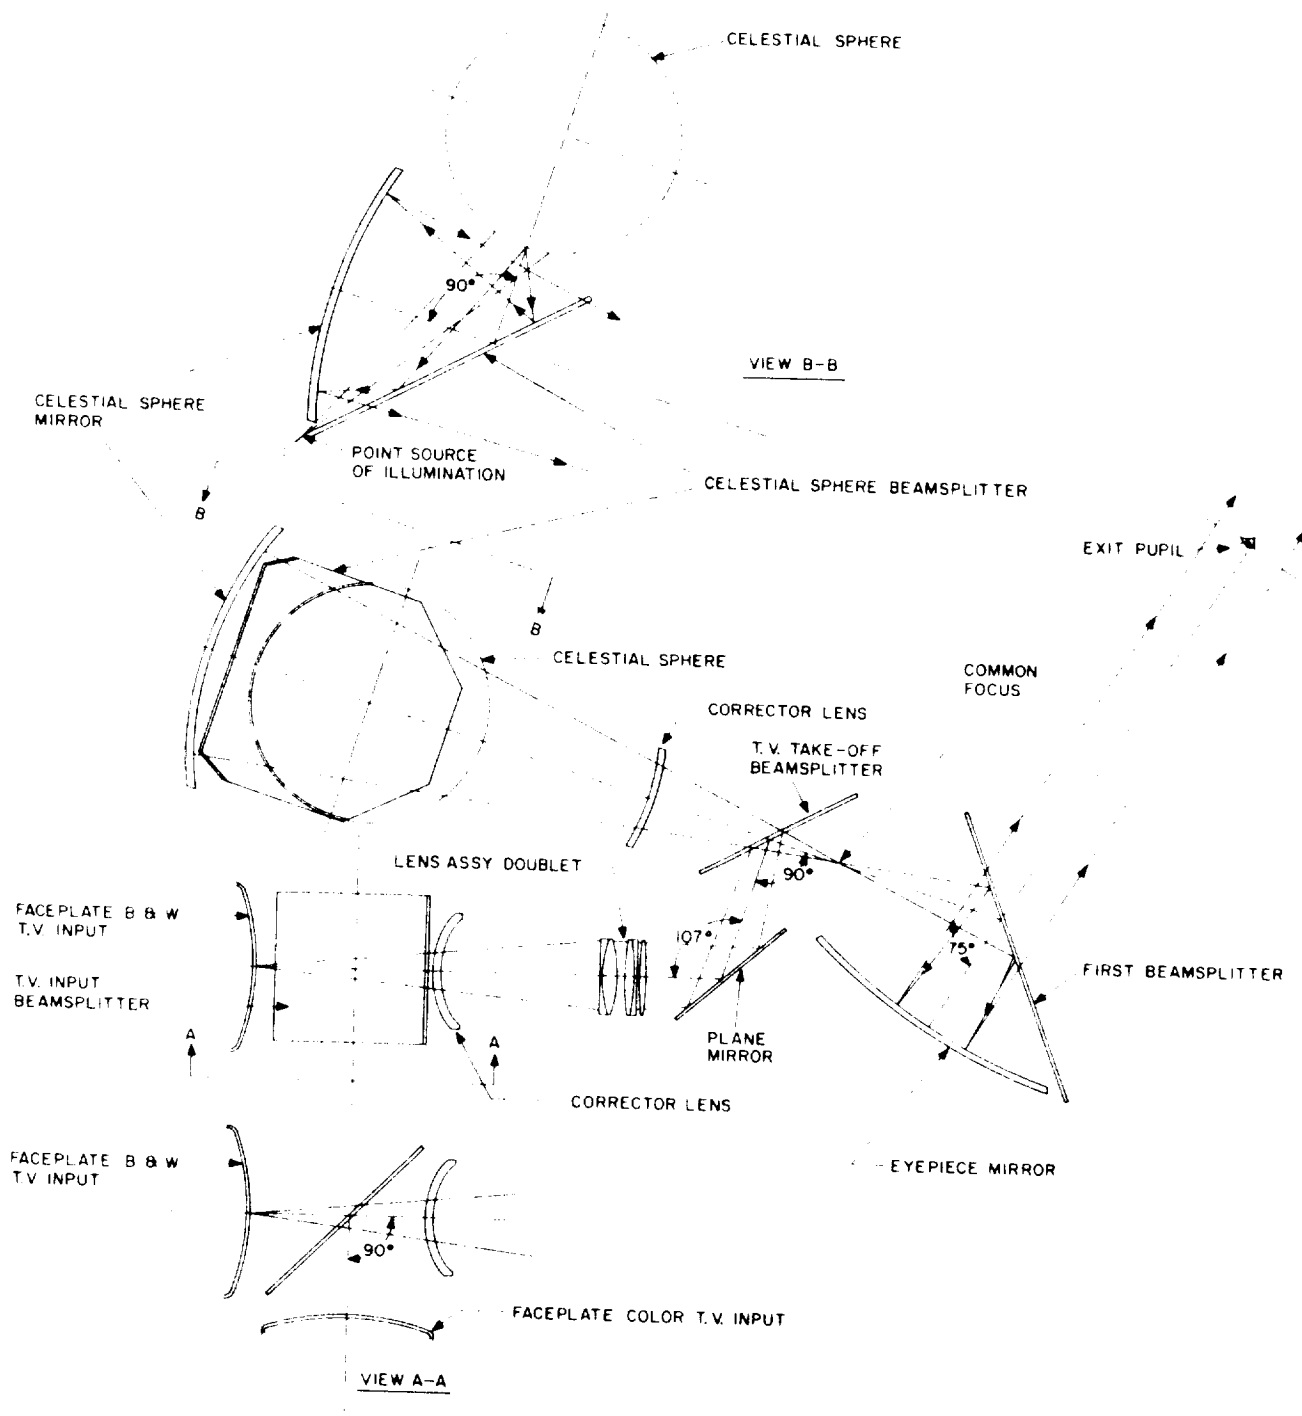 CELESTIAL SPHERE
90°
VIEW B-B
CELESTIAL SPHERE
MIRROR
POINT SOURCE
OF ILLUMINATION
CELESTIAL SPHERE BEAMSPLITTER
B
EXIT PUPIL
B
CELESTIAL SPHERE
COMMON
FOCUS
CORRECTOR LENS
T.V. TAKE-OFF
BEAMSPLITTER
LENS ASSY DOUBLET
90°
FACEPLATE B & W
T.V. INPUT
107°
75°
T.V. INPUT
BEAMSPLITTER
FIRST BEAMSPLITTER
A
A
PLANE
MIRROR
CORRECTOR LENS
FACEPLATE B & W
T.V INPUT
EYEPIECE MIRROR
90°
FACEPLATE COLOR T.V. INPUT
VIEW A-A